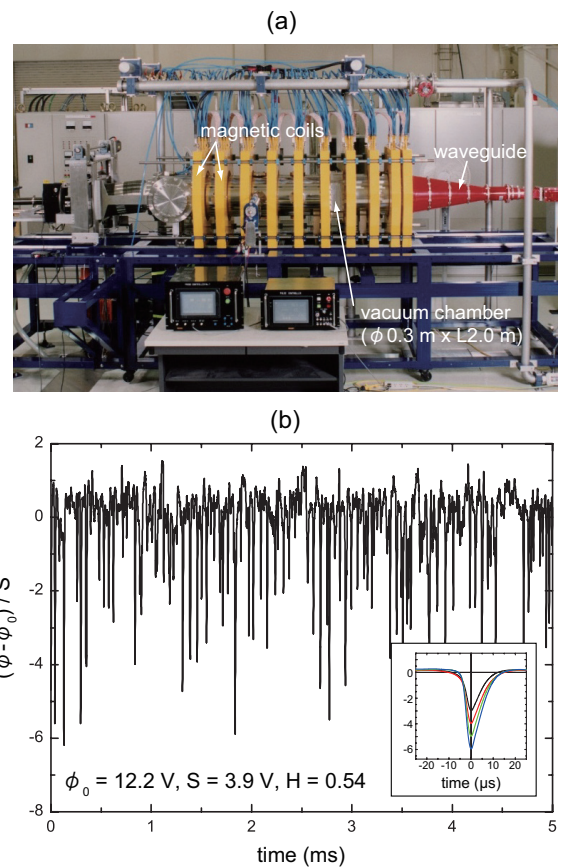 (a)
magnetic coils
waveguide
vacuum chamber
(ϕ0.3 m x L2.0 m)
(b)
(ϕ-ϕ0) / S
2
0
-2
-4
-6
-8
0
-2
-4
-6
-20
-10
0
10
20
time (μs)
ϕ0 = 12.2 V, S = 3.9 V, H = 0.54
0
1
2
3
4
5
time (ms)